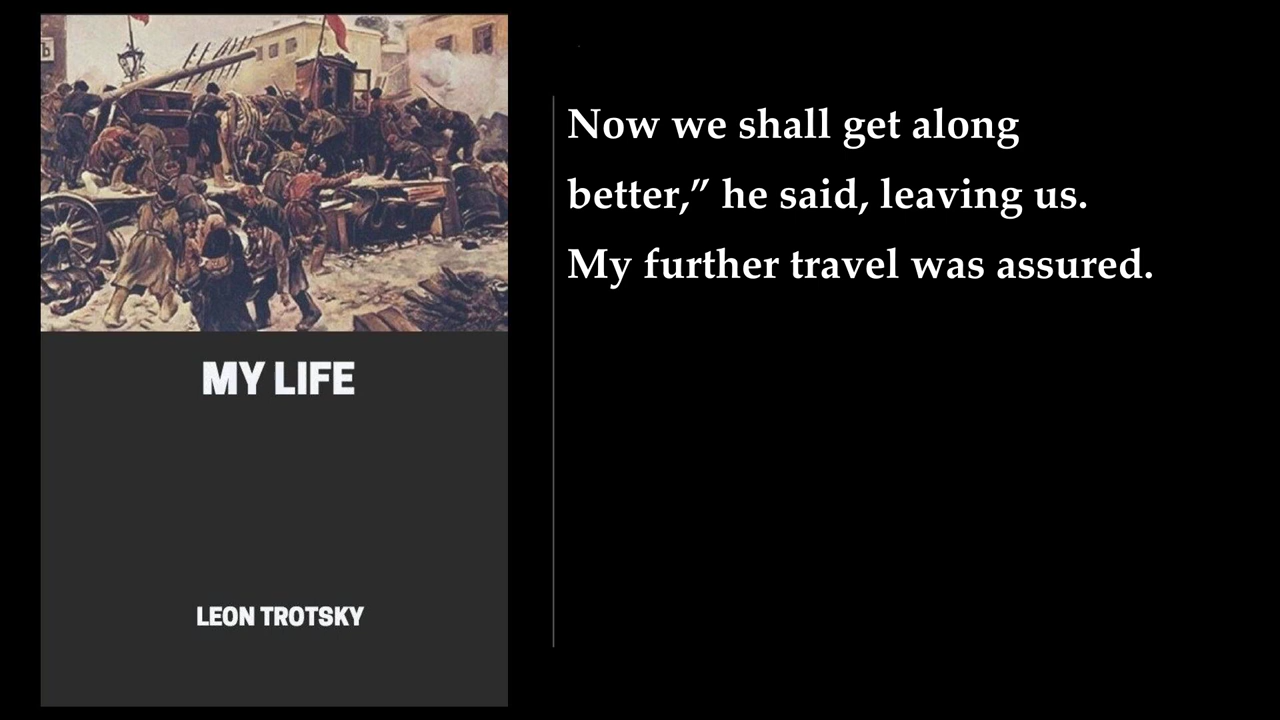 MY LIFE
LEON TROTSKY
Now we shall get along
better,” he said, leaving us.
My further travel was assured.